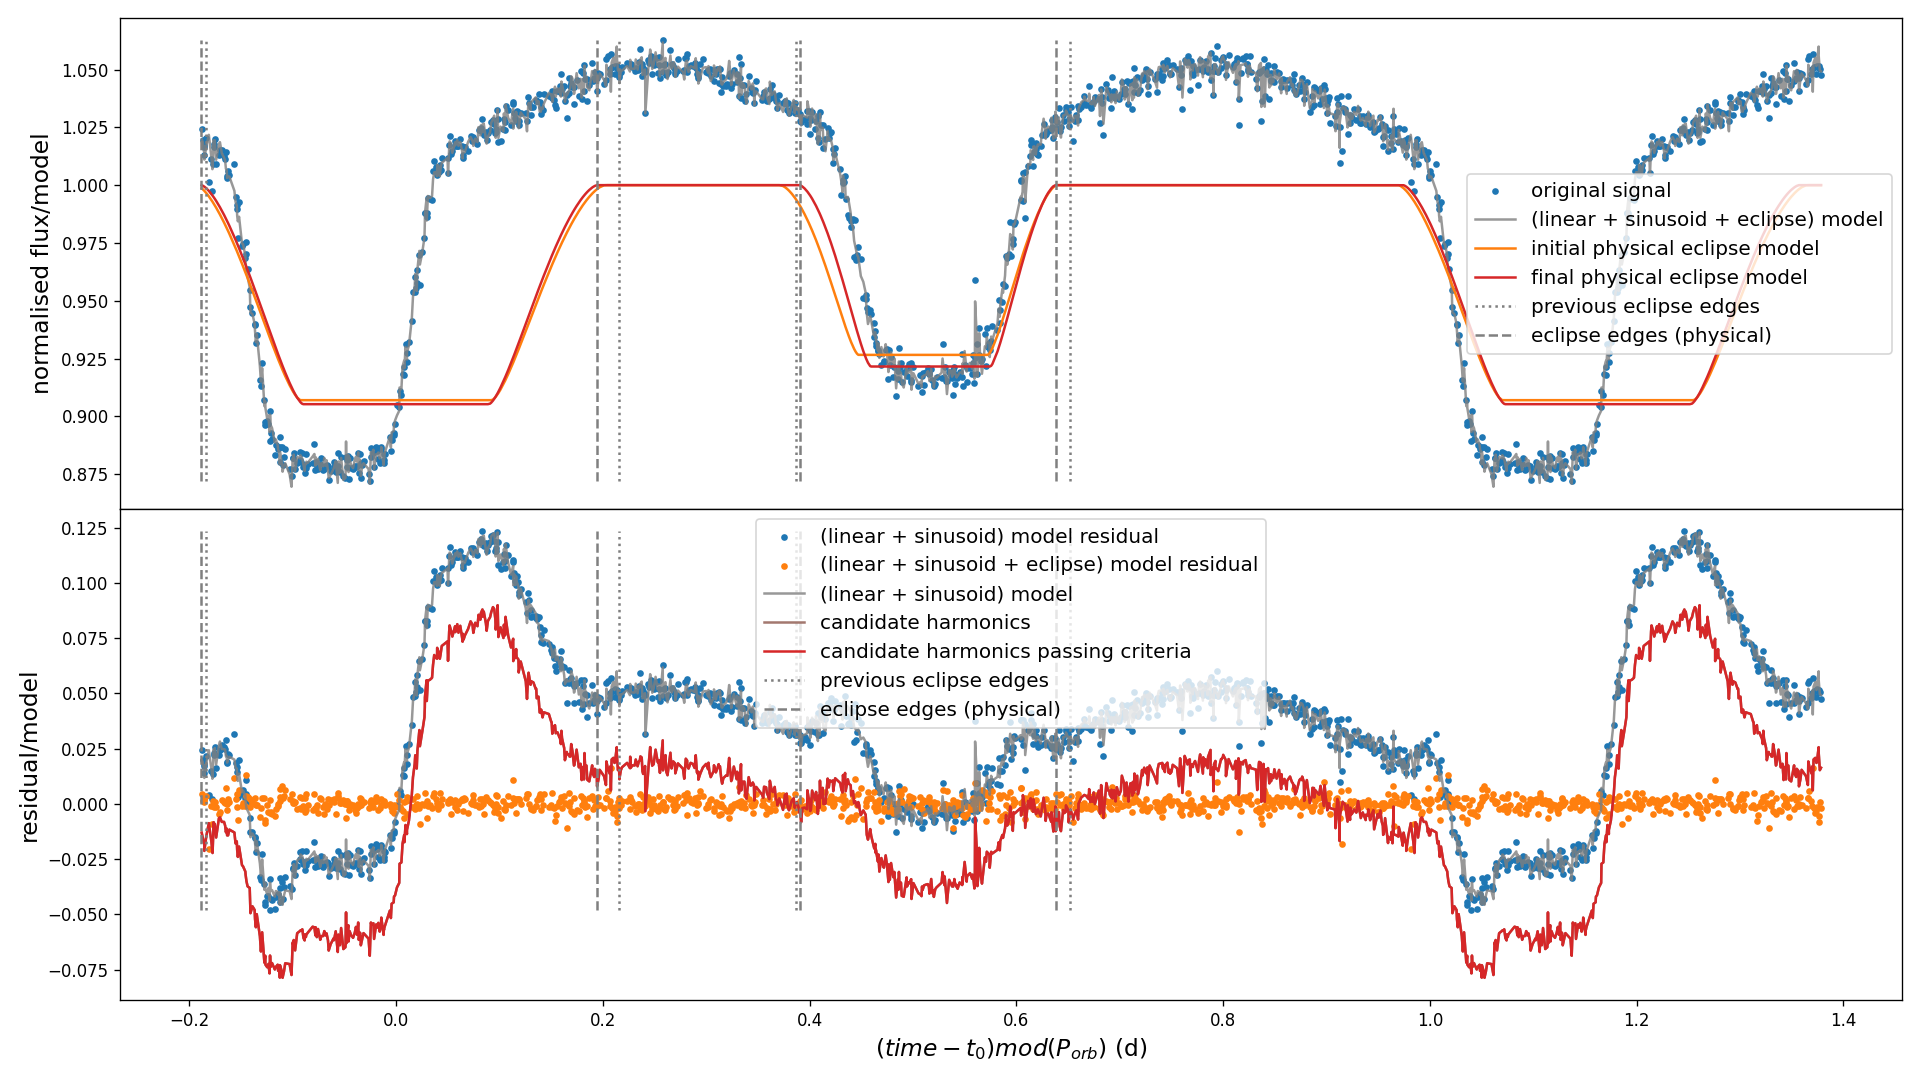 normalised flux/model
1.050
1.025
1.000
0.975
0.950
0.925
0.900
0.875
original signal
(linear + sinusoid + eclipse) model
initial physical eclipse model
final physical eclipse model
previous eclipse edges
eclipse edges (physical)
residual/model
0.125
0.100
0.075
0.050
0.025
0.000
−0.025
−0.050
−0.075
(linear + sinusoid) model residual
(linear + sinusoid + eclipse) model residual
(linear + sinusoid) model
candidate harmonics
candidate harmonics passing criteria
previous eclipse edges
eclipse edges (physical)
−0.2 0.0 0.2 0.4 0.6 0.8 1.0 1.2 1.4
(time − t₀)mod(Pₒᵣb) (d)